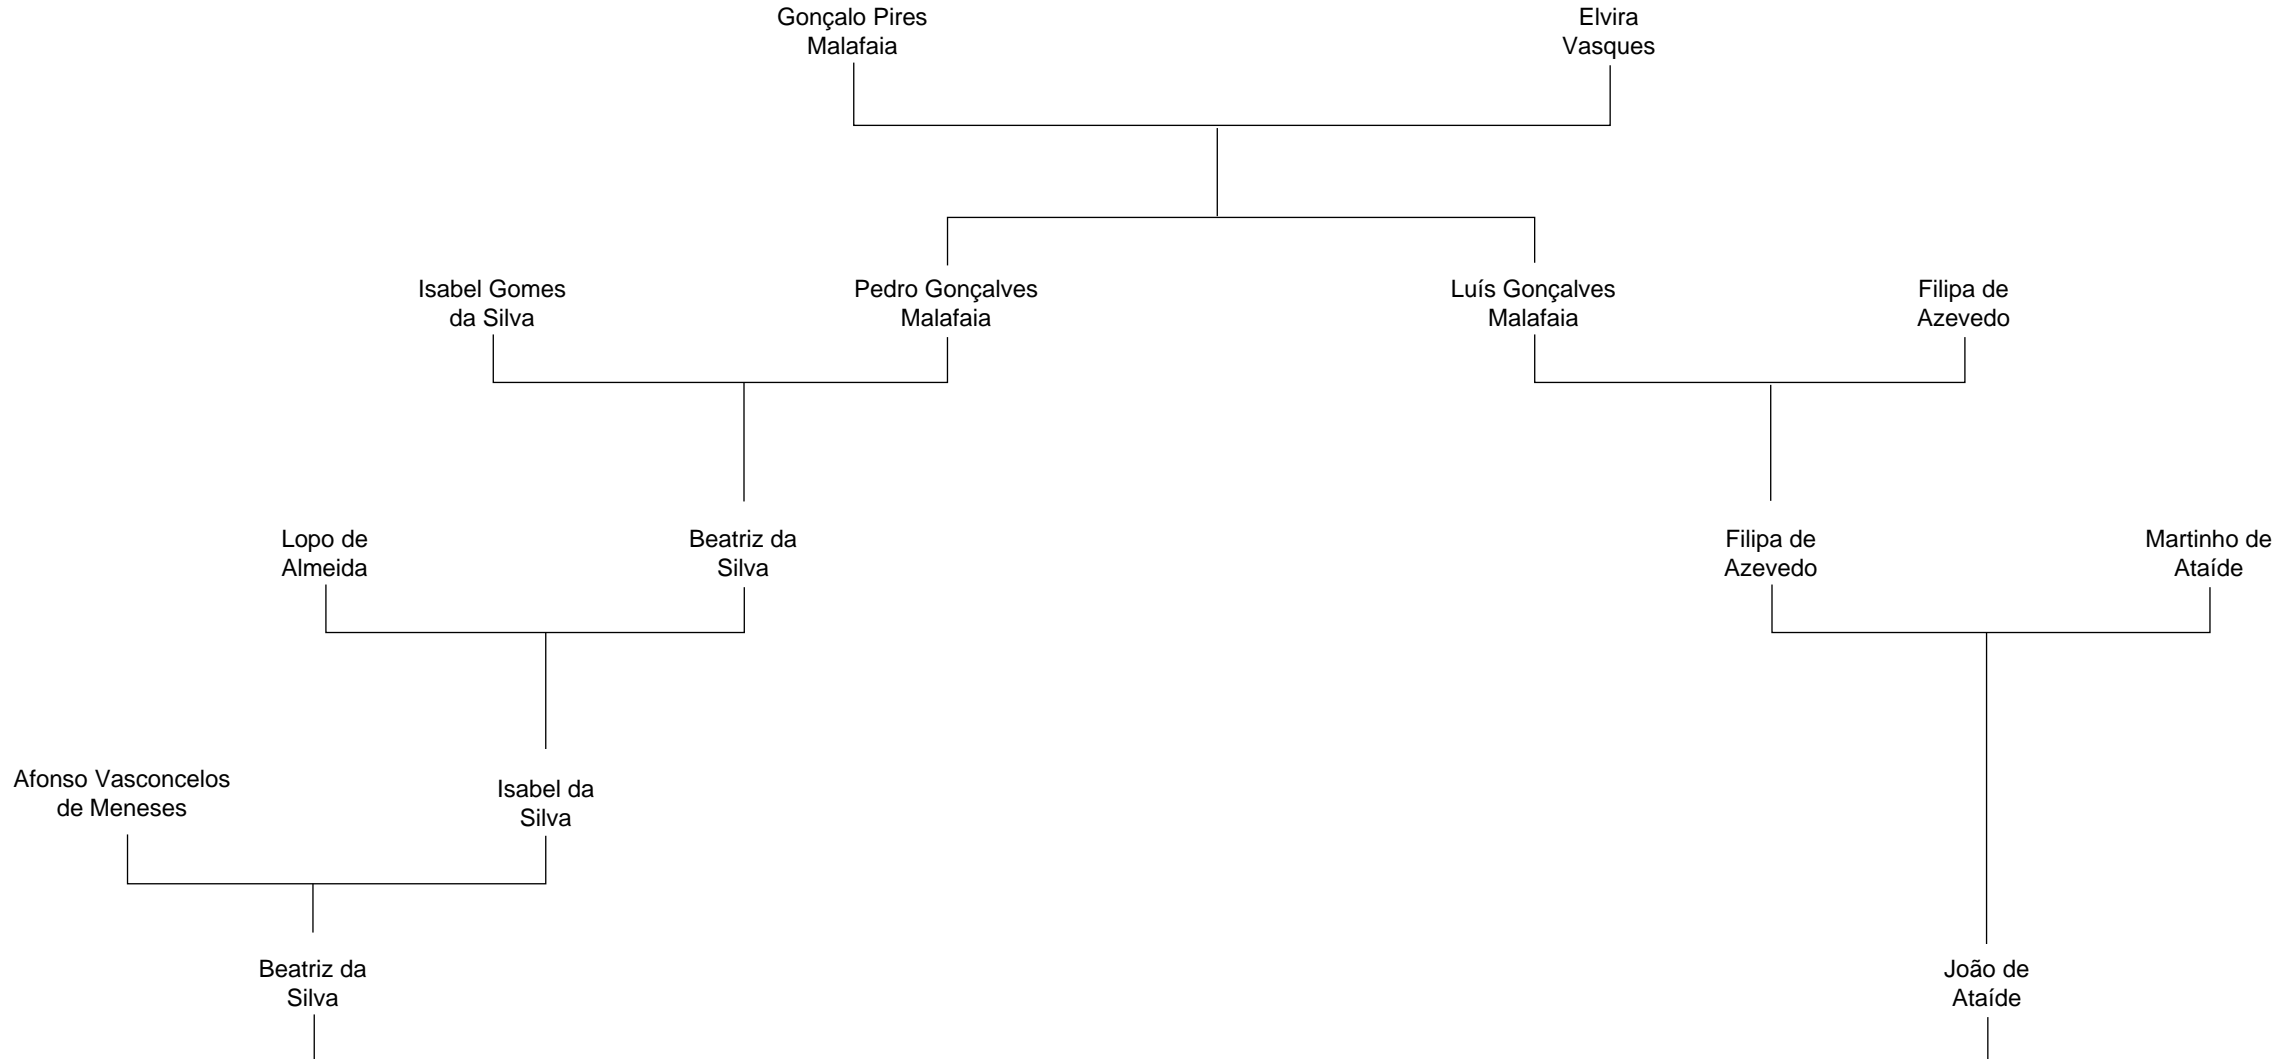 Gonçalo Pires
Malafaia
Elvira
Vasques
Isabel Gomes
da Silva
Pedro Gonçalves
Malafaia
Luís Gonçalves
Malafaia
Filipa de
Azevedo
Lopo de
Almeida
Beatriz da
Silva
Filipa de
Azevedo
Martinho de
Ataíde
Afonso Vasconcelos
de Meneses
Isabel da
Silva
Beatriz da
Silva
João de
Ataíde